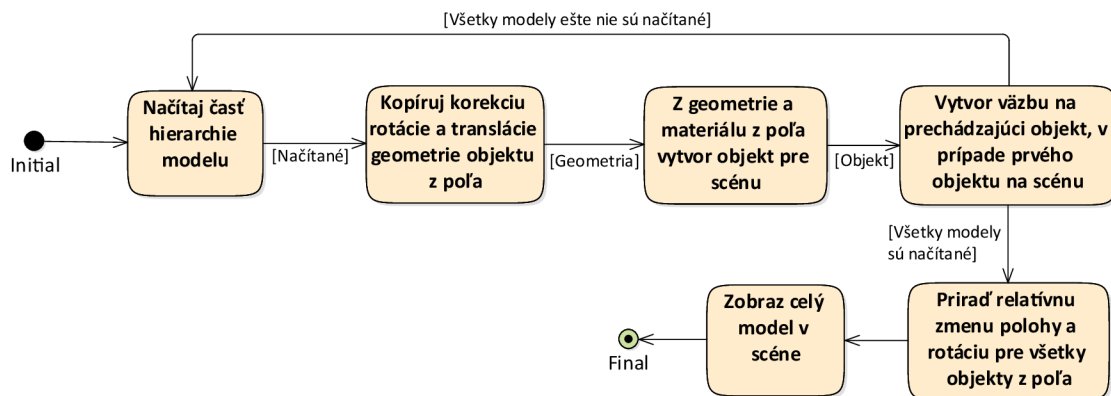 [Všetky modely ešte nie sú načítané]
Initial
Načítaj časť
hierarchie
modelu
[Načítané]
Kopíruj korekciu
rotácie a translácie
geometrie objektu
z poľa
[Geometria]
Z geometrie a
materiálu z poľa
vytvor objekt pre
scénu
[Objekt]
Vytvor väzbu na
prechádzajúci objekt, v
prípade prvého
objektu na scénu
[Všetky modely
sú načítané]
Priraď relatívnu
zmenu polohy a
rotáciu pre všetky
objekty z poľa
Zobraz celý
model v
scéne
Final